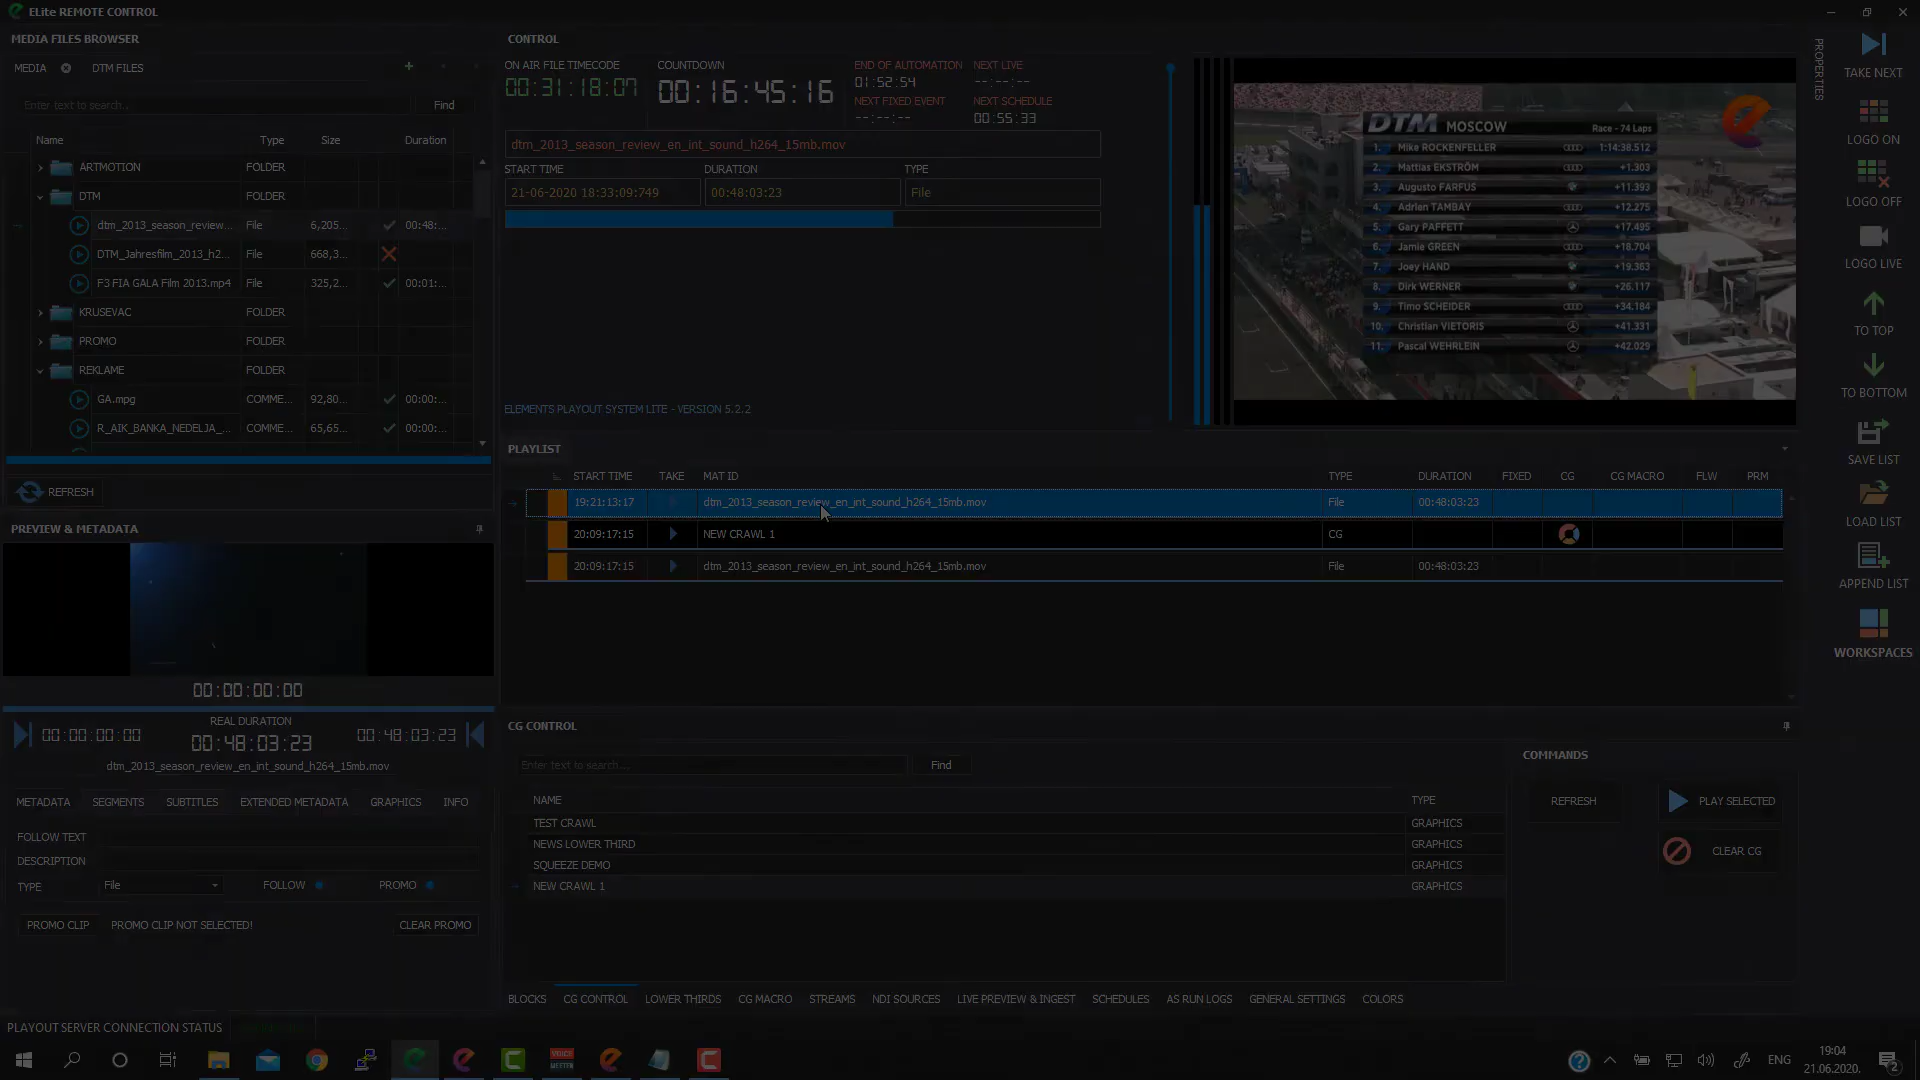 ELite REMOTE CONTROL
MEDIA FILES BROWSER
MEDIA
DTM FILES
Enter text to search...
Find
Name Type Size Duration
ARTMOTION FOLDER
DTM FOLDER
dtm_2013_season_review... File 6,205... 00:48:...
DTM_Jahresfilm_2013_h2... File 668,3...
F3 FIA GALA Film 2013.mp4 File 325,2... 00:01:...
KRUSEVAC FOLDER
PROMO FOLDER
REKLAME FOLDER
GA.mpg COMME... 92,80... 00:00:...
R_AIK_BANKA_NEDELJA_... COMME... 65,65... 00:00:...
REFRESH
PREVIEW & METADATA
00:00:00:00
REAL DURATION
00:00:00:00 00:48:03:23 00:48:03:23
dtm_2013_season_review_en_int_sound_h264_15mb.mov
METADATA SEGMENTS SUBTITLES EXTENDED METADATA GRAPHICS INFO
FOLLOW TEXT
DESCRIPTION
TYPE File FOLLOW PROMO
PROMO CLIP PROMO CLIP NOT SELECTED! CLEAR PROMO
CONTROL
ON AIR FILE TIMECODE COUNTDOWN END OF AUTOMATION NEXT LIVE
00:31:18:07 00:16:45:16 01:52:54 --:--:--
NEXT FIXED EVENT NEXT SCHEDULE
--:--:-- 00:55:33
dtm_2013_season_review_en_int_sound_h264_15mb.mov
START TIME DURATION TYPE
21-06-2020 18:33:09:749 00:48:03:23 File
ELEMENTS PLAYOUT SYSTEM LITE - VERSION 5.2.2
DTM MOSCOW Race - 74 Laps
1. Mike ROCKENFELLER 1:14:38.512
2. Mattias EKSTRÖM +1.303
3. Augusto FARFUS +11.393
4. Adrien TAMBAY +12.275
5. Gary PAFFETT +17.495
6. Jamie GREEN +18.704
7. Joey HAND +19.363
8. Dirk WERNER +26.117
9. Timo SCHEIDER +34.184
10. Christian VIETORIS +41.331
11. Pascal WEHRLEIN +42.029
PLAYLIST
START TIME TAKE MAT ID TYPE DURATION FIXED CG CG MACRO FLW PRM
19:21:13:17 dtm_2013_season_review_en_int_sound_h264_15mb.mov File 00:48:03:23
20:09:17:15 NEW CRAWL 1 CG
20:09:17:15 dtm_2013_season_review_en_int_sound_h264_15mb.mov File 00:48:03:23
CG CONTROL
Enter text to search...
Find
NAME TYPE
TEST CRAWL GRAPHICS
NEWS LOWER THIRD GRAPHICS
SQUEEZE DEMO GRAPHICS
NEW CRAWL 1 GRAPHICS
COMMANDS
REFRESH
PLAY SELECTED
CLEAR CG
BLOCKS CG CONTROL LOWER THIRDS CG MACRO STREAMS NDI SOURCES LIVE PREVIEW & INGEST SCHEDULES AS RUN LOGS GENERAL SETTINGS COLORS
PROPERTIES
TAKE NEXT
LOGO ON
LOGO OFF
LOGO LIVE
TO TOP
TO BOTTOM
SAVE LIST
LOAD LIST
APPEND LIST
WORKSPACES
PLAYOUT SERVER CONNECTION STATUS
VOICE
MEETER
ENG
19:04
21.06.2020.
2